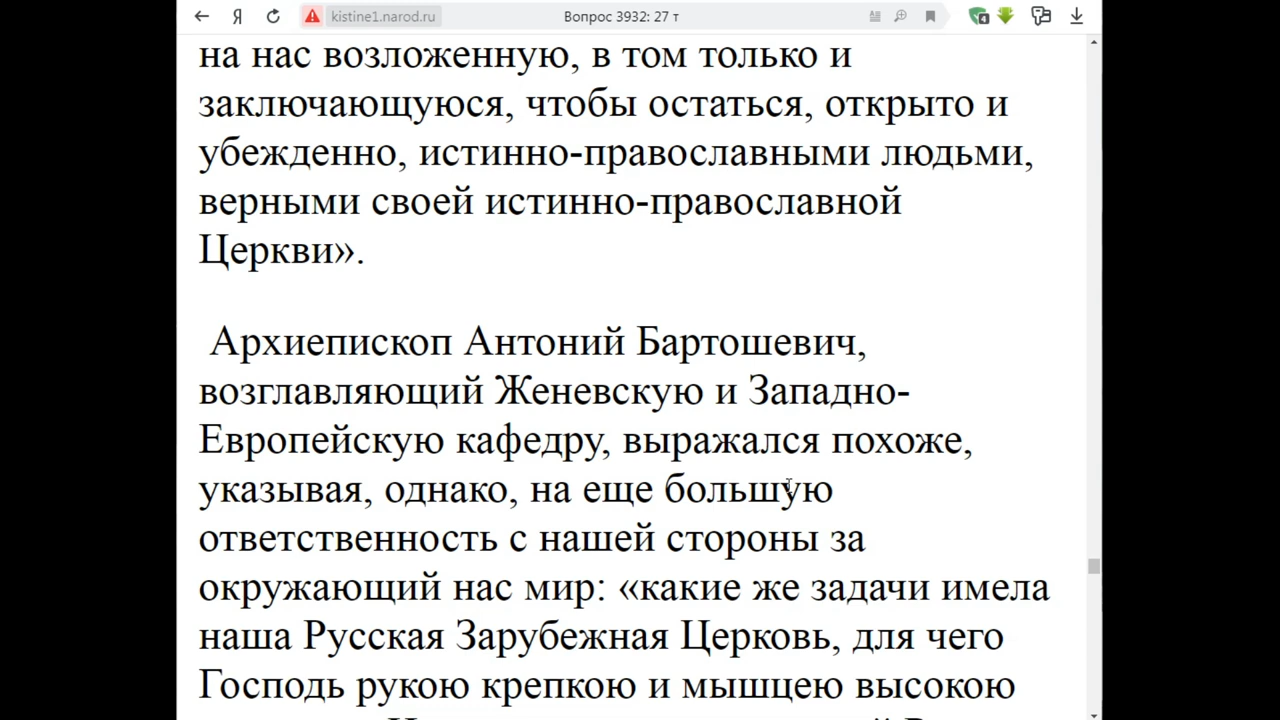 Я
kistine1.narod.ru
Вопрос 3932: 27 т
4
на нас возложенную, в том только и
заключающуюся, чтобы остаться, открыто и
убежденно, истинно-православными людьми,
верными своей истинно-православной
Церкви».
Архиепископ Антоний Бартошевич,
возглавляющий Женевскую и Западно-
Европейскую кафедру, выражался похоже,
указывая, однако, на еще большую
ответственность с нашей стороны за
окружающий нас мир: «какие же задачи имела
наша Русская Зарубежная Церковь, для чего
Господь рукою крепкою и мышцею высокою